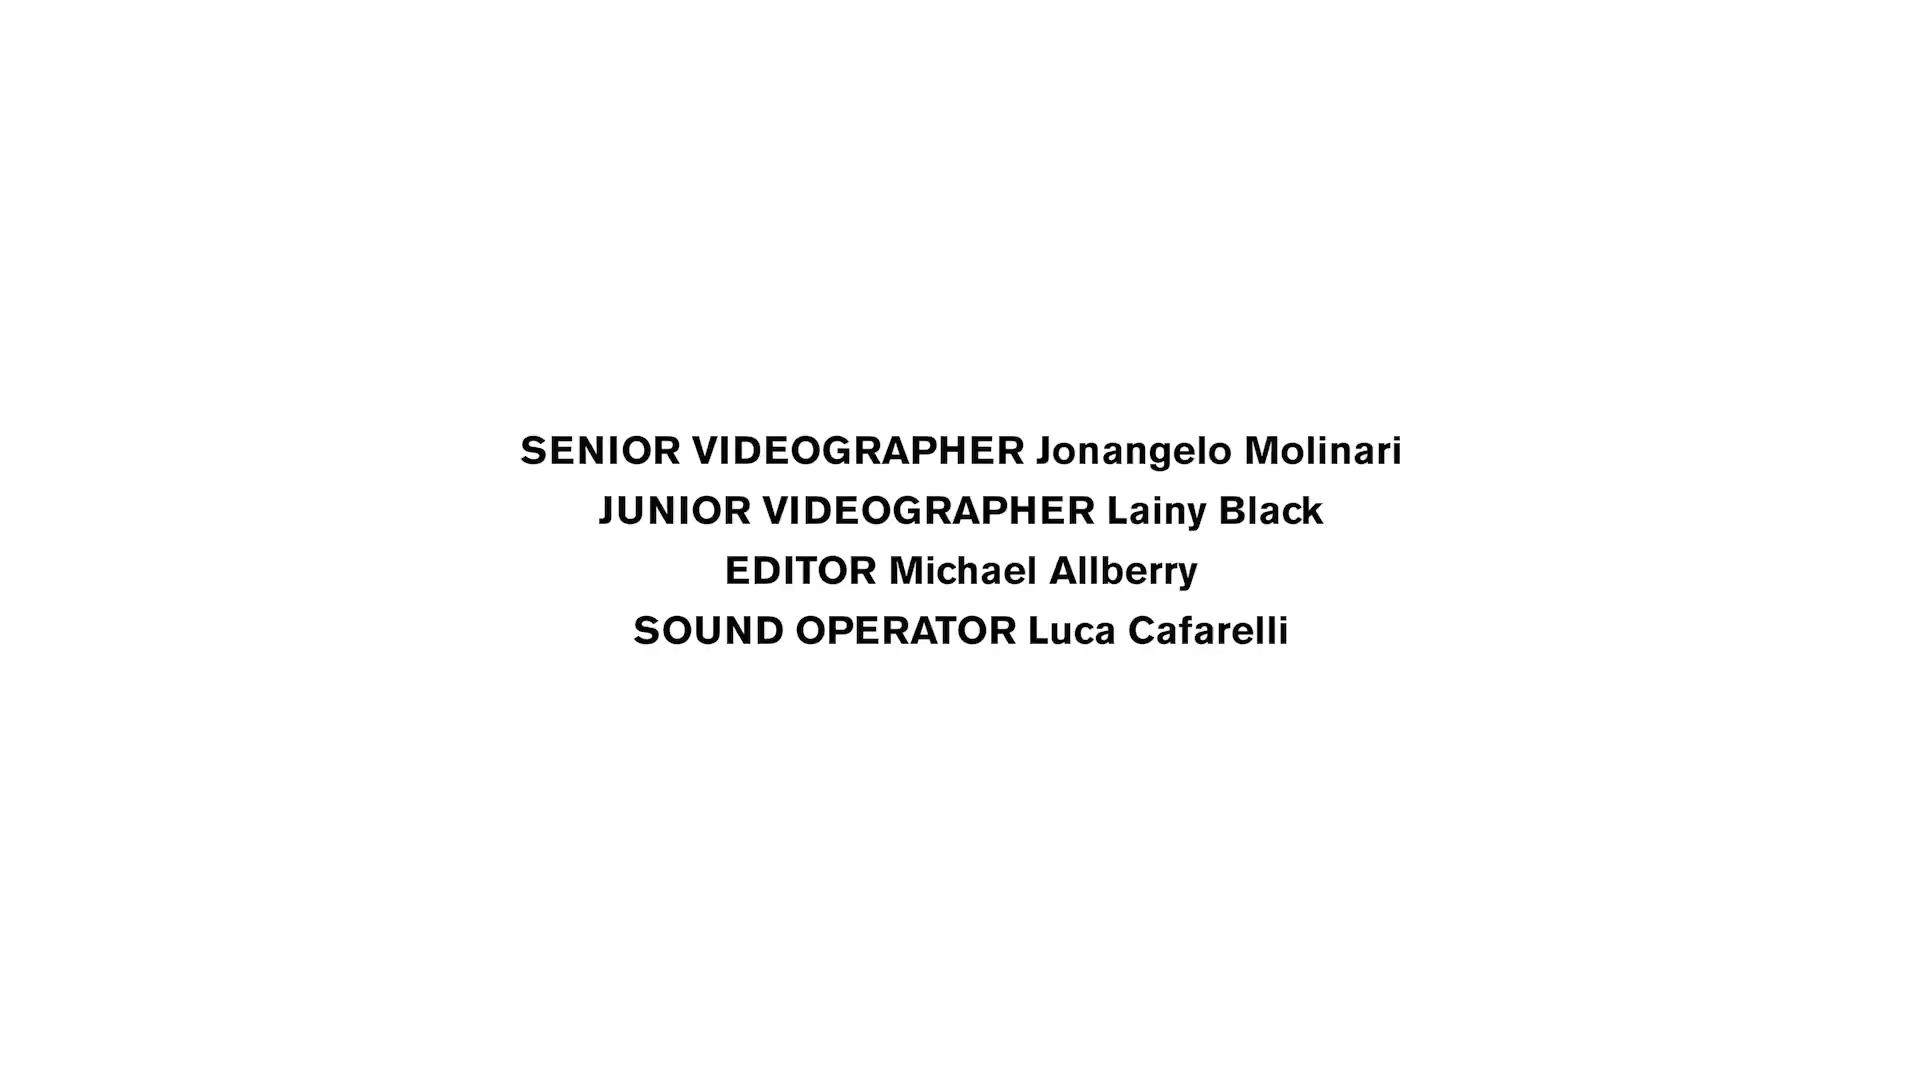 SENIOR VIDEOGRAPHER Jonangelo Molinari
JUNIOR VIDEOGRAPHER Lainy Black
EDITOR Michael Allberry
SOUND OPERATOR Luca Cafarelli